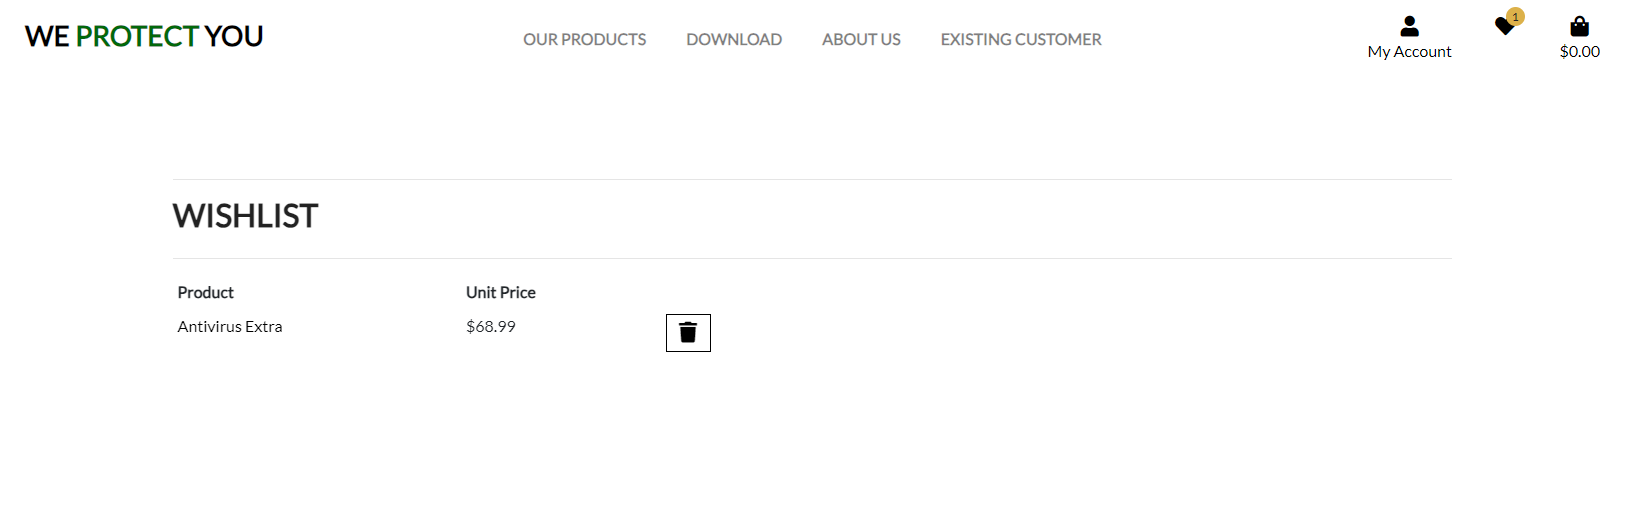 WE PROTECT YOU
OUR PRODUCTS DOWNLOAD ABOUT US EXISTING CUSTOMER
1
My Account
$0.00
WISHLIST
Product Unit Price
Antivirus Extra $68.99